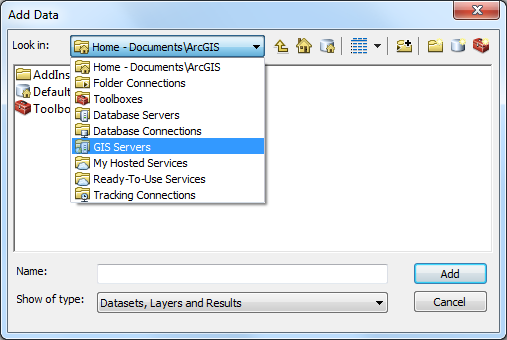 Add Data
Look in:
Home - Documents\ArcGIS
Home - Documents\ArcGIS
Folder Connections
Toolboxes
Database Servers
Database Connections
GIS Servers
My Hosted Services
Ready-To-Use Services
Tracking Connections
AddIns
Default
Toolbo
Name:
Add
Show of type:
Datasets, Layers and Results
Cancel